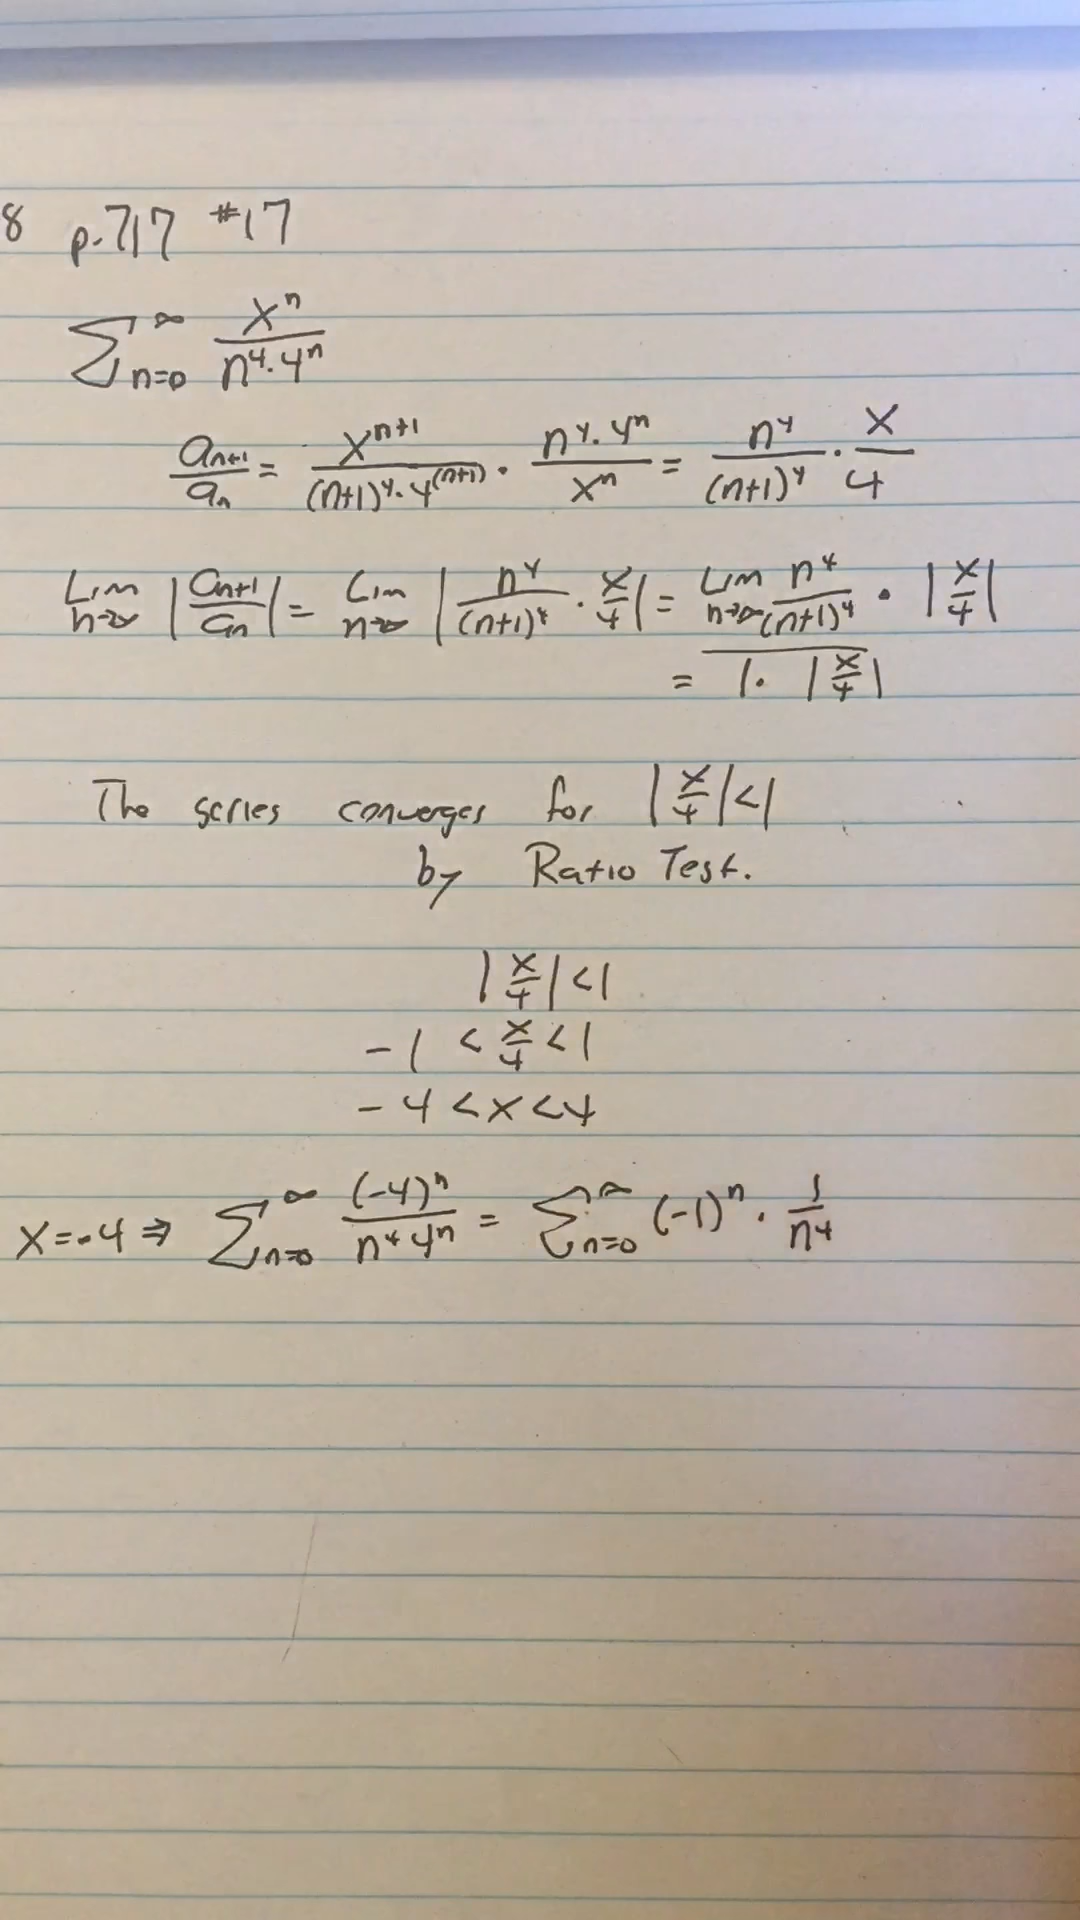 8 p.717 #17
∑_{n=0}^{∞} x^n / (n^4 · 4^n)
a_{n+1}/a_n = x^{n+1} / ((n+1)^4 · 4^{(n+1)}) · (n^4 · 4^n) / x^n = n^4 / (n+1)^4 · x/4
Lim_{n→∞} |a_{n+1}/a_n| = Lim_{n→∞} | n^4 / (n+1)^4 · x/4 | = Lim_{n→∞} n^4 / (n+1)^4 · |x/4|
= 1 · |x/4|
The series converges for |x/4| < 1
by Ratio Test.
|x/4| < 1
-1 < x/4 < 1
-4 < x < 4
x = -4 ⇒ ∑_{n=0}^{∞} (-4)^n / (n^4 4^n) = ∑_{n=0}^{∞} (-1)^n · 1/n^4